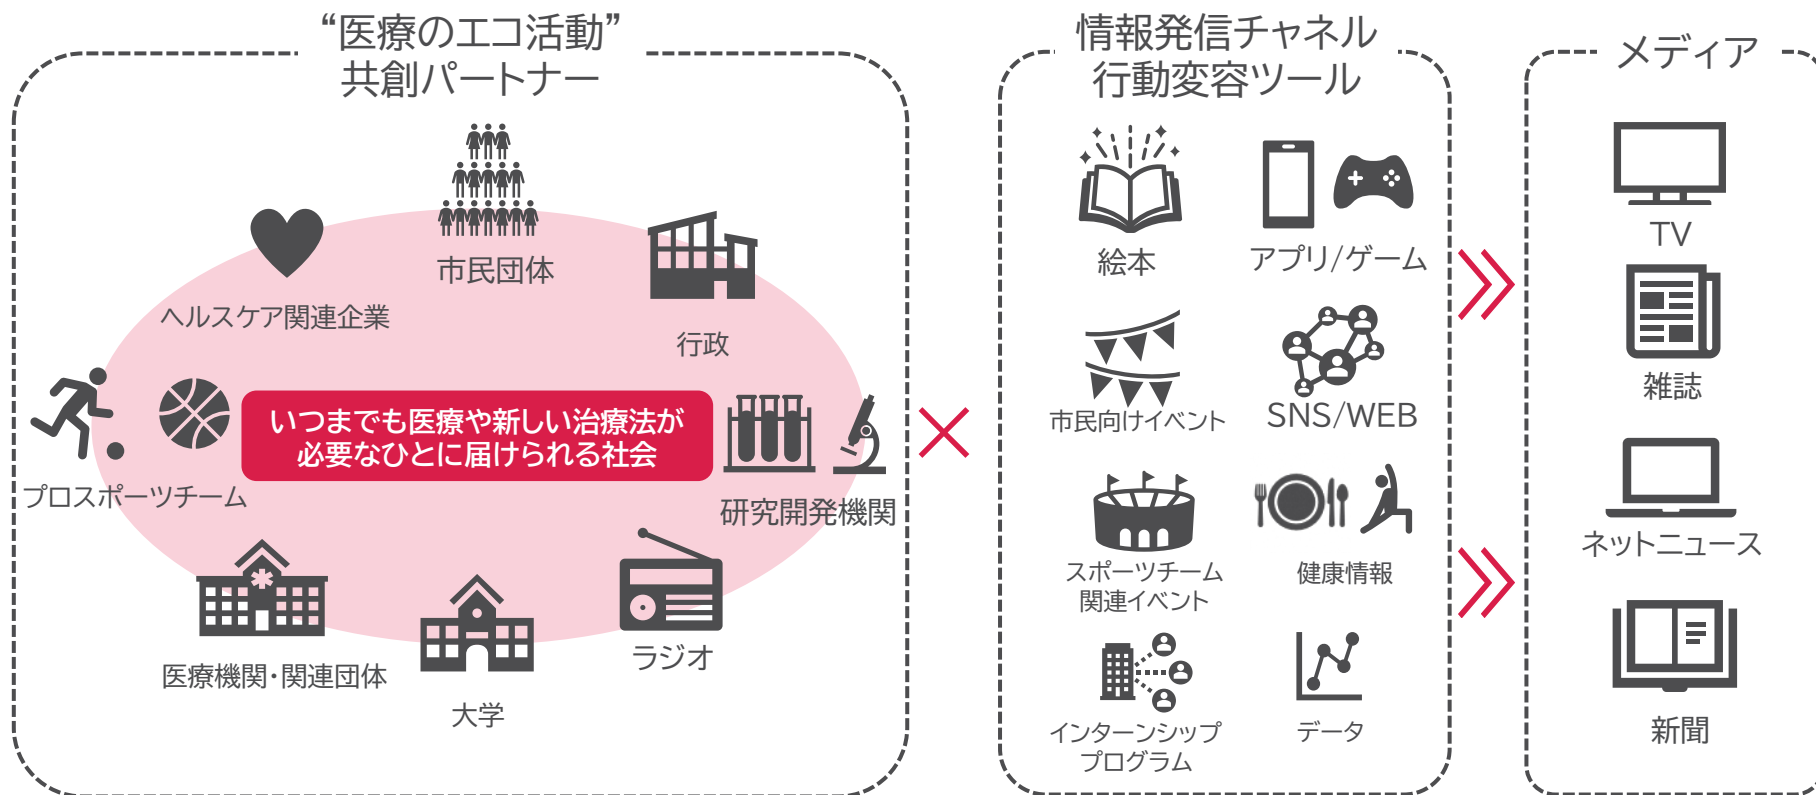 “医療のエコ活動”
共創パートナー
市民団体
ヘルスケア関連企業
行政
プロスポーツチーム
いつまでも医療や新しい治療法が
必要なひとに届けられる社会
研究開発機関
医療機関・関連団体
大学
ラジオ
情報発信チャネル
行動変容ツール
絵本
アプリ/ゲーム
市民向けイベント
SNS/WEB
スポーツチーム
関連イベント
健康情報
インターンシップ
プログラム
データ
メディア
TV
雑誌
ネットニュース
新聞